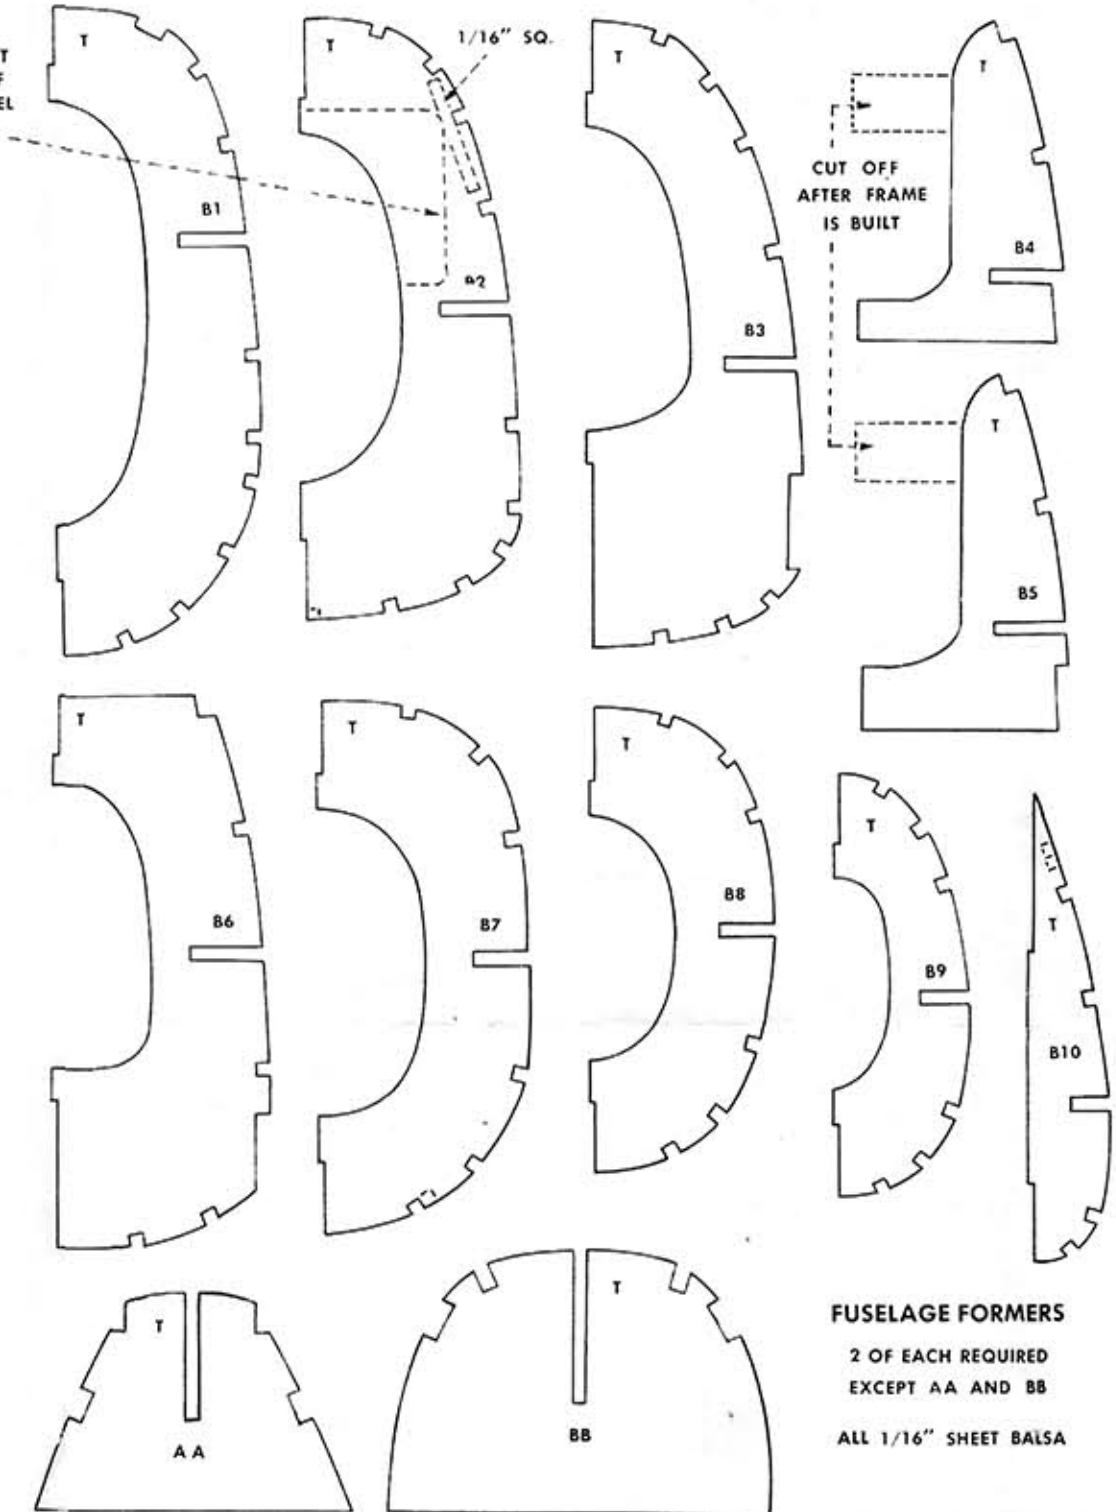 T
EL
T
T
1/16" SQ.
T
T
CUT OFF
AFTER FRAME
IS BUILT
B1
B2
B3
B4
T
B5
T
T
T
T
T
B6
B7
B8
B9
B10
T
T
AA
BB
FUSELAGE FORMERS
2 OF EACH REQUIRED
EXCEPT AA AND BB
ALL 1/16" SHEET BALSA